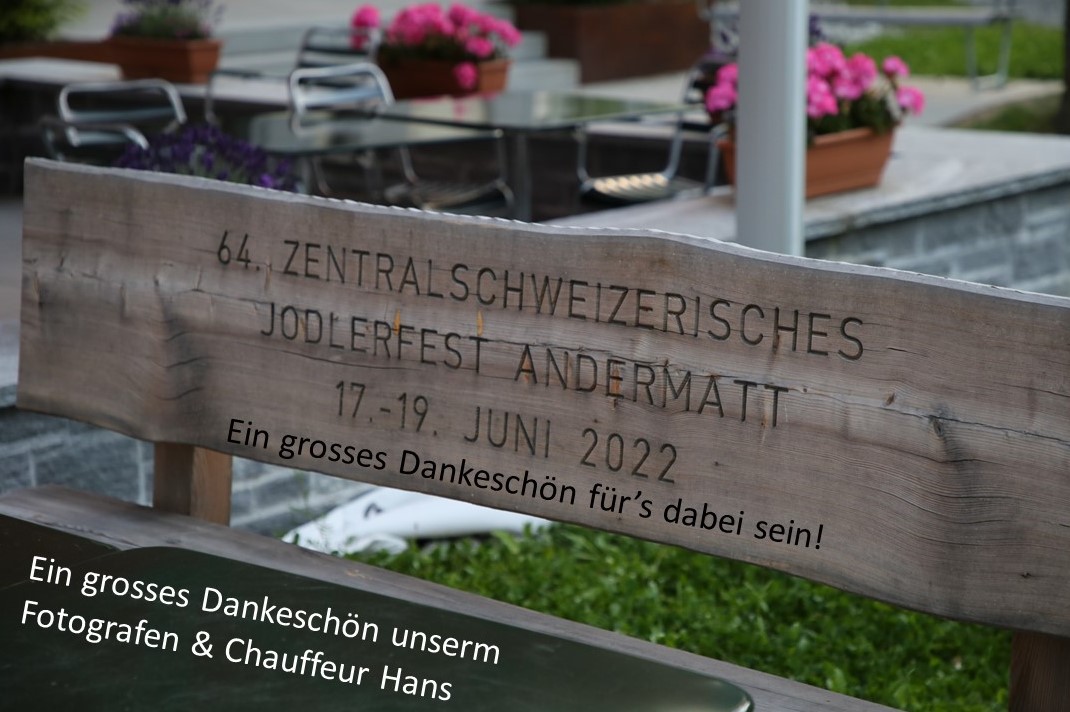 64. ZENTRALSCHWEIZERISCHES
JODLERFEST ANDERMATT
17.-19. JUNI 2022
Ein grosses Dankeschön für's dabei sein!
Ein grosses Dankeschön unserm
Fotografen & Chauffeur Hans